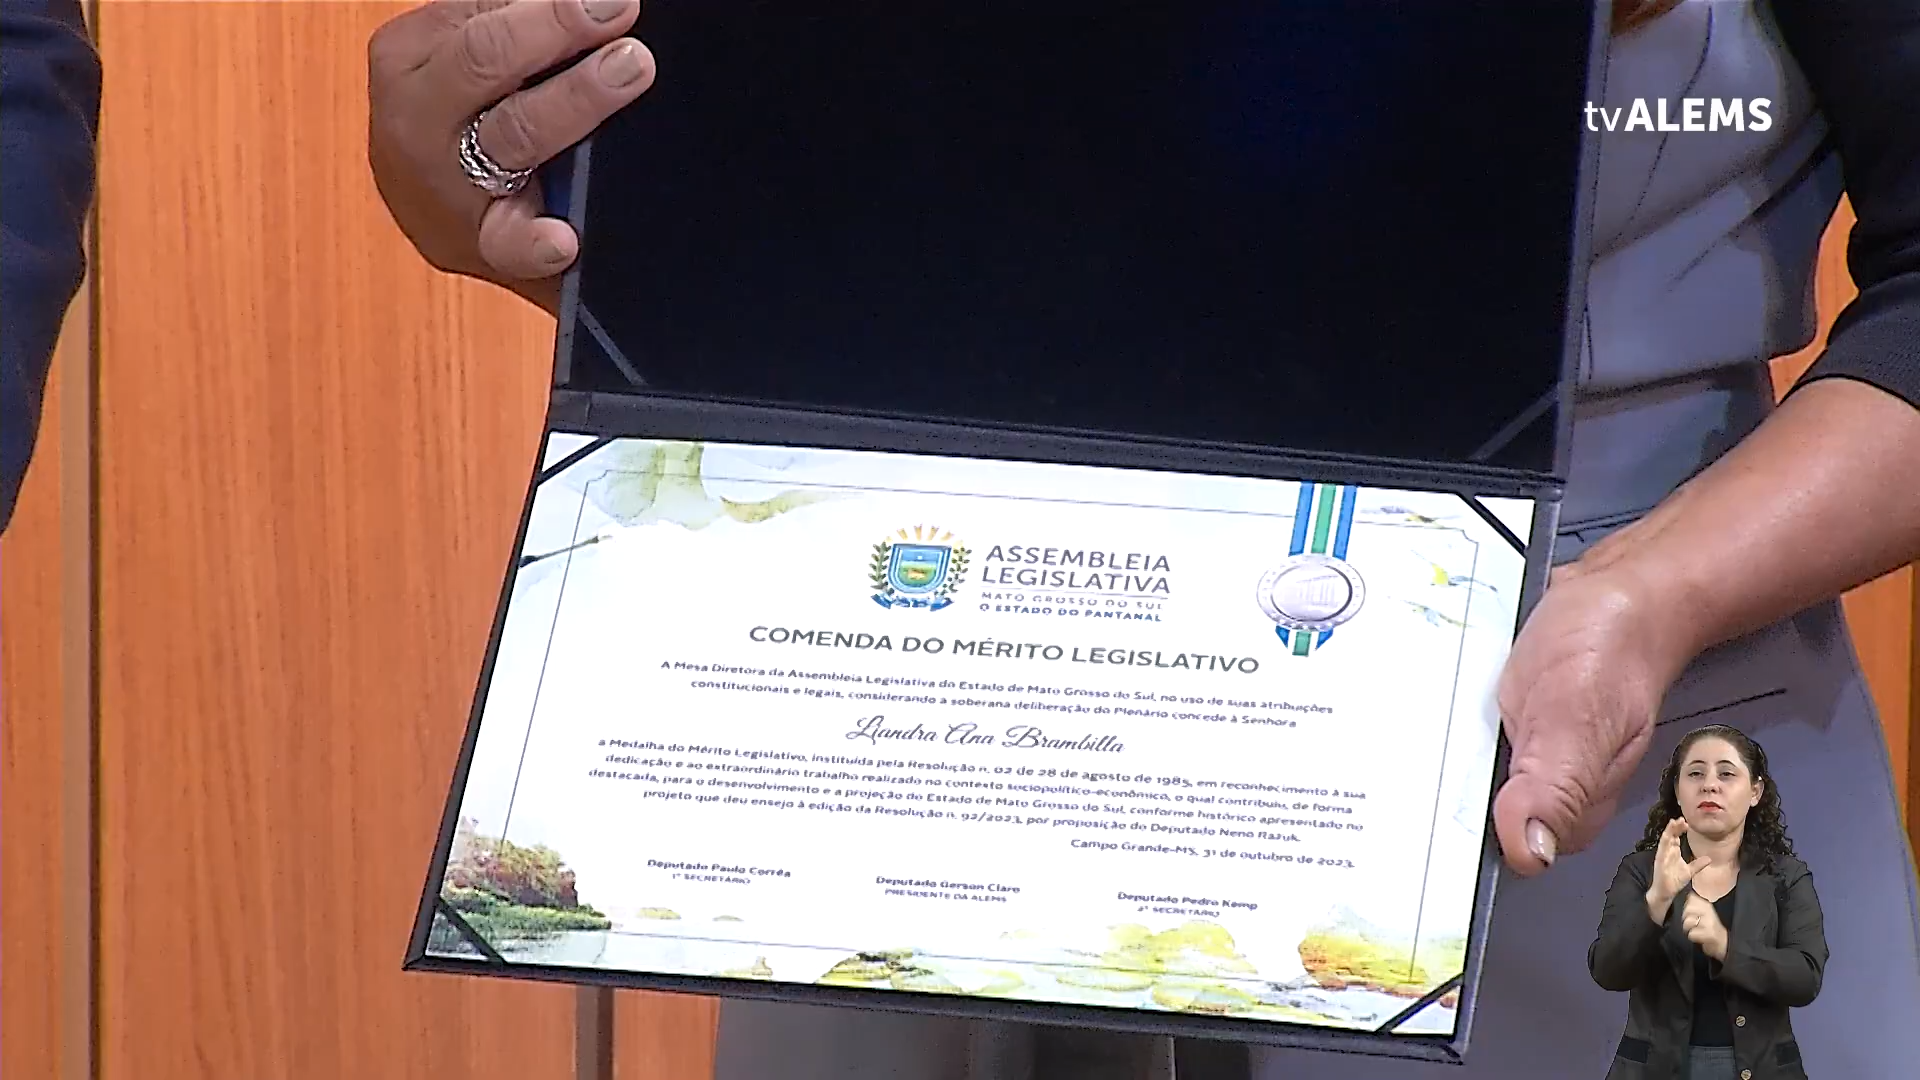 tvALEMS
ASSEMBLEIA
LEGISLATIVA
MATO GROSSO DO SUL
O ESTADO DO PANTANAL
COMENDA DO MÉRITO LEGISLATIVO
A Mesa Diretora da Assembleia Legislativa do Estado de Mato Grosso do Sul, no uso de suas atribuições
constitucionais e legais, considerando a soberana deliberação do Plenário concede à Senhora
Liandra Ana Brambilla
a Medalha do Mérito Legislativo, instituída pela Resolução n. 02 de 28 de agosto de 1985, em reconhecimento à sua
dedicação e ao extraordinário trabalho realizado no contexto sociopolítico-econômico, o qual contribuiu, de forma
destacada, para o desenvolvimento e a projeção do Estado de Mato Grosso do Sul, conforme histórico apresentado no
projeto que deu ensejo à edição da Resolução n. 92/2023, por proposição do Deputado Neno Razuk.
Campo Grande-MS, 31 de outubro de 2023.
Deputado Paulo Corrêa
1º SECRETÁRIO
Deputado Gerson Claro
PRESIDENTE DA ALEMS
Deputado Pedro Kemp
2º SECRETÁRIO